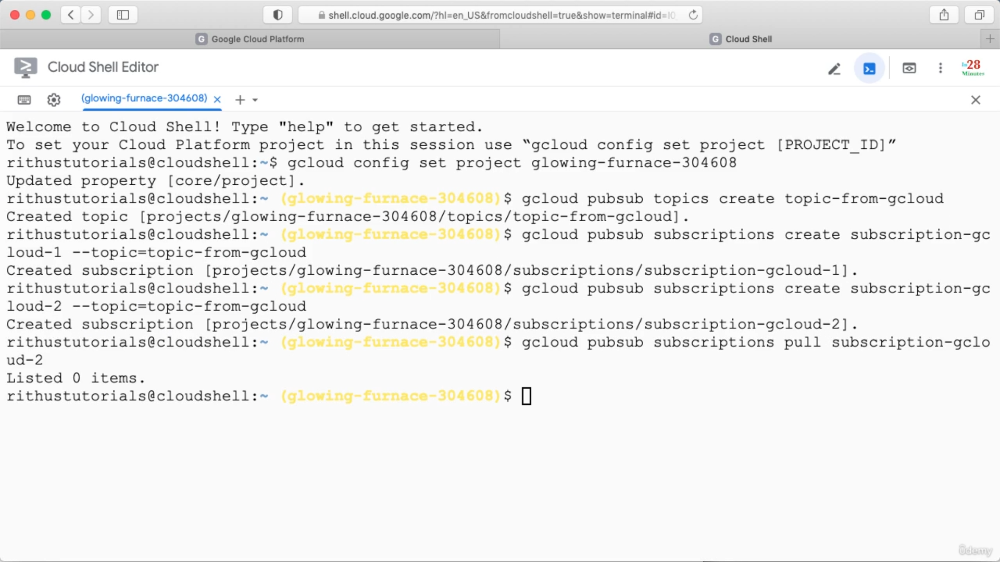 shell.cloud.google.com/?hl=en_US&fromcloudshell=true&show=terminal#id=I0_
G Google Cloud Platform
G Cloud Shell
Cloud Shell Editor
In28
Minutes
(glowing-furnace-304608)
Welcome to Cloud Shell! Type "help" to get started.
To set your Cloud Platform project in this session use “gcloud config set project [PROJECT_ID]”
rithustutorials@cloudshell:~$ gcloud config set project glowing-furnace-304608
Updated property [core/project].
rithustutorials@cloudshell:~ (glowing-furnace-304608)$ gcloud pubsub topics create topic-from-gcloud
Created topic [projects/glowing-furnace-304608/topics/topic-from-gcloud].
rithustutorials@cloudshell:~ (glowing-furnace-304608)$ gcloud pubsub subscriptions create subscription-gc
loud-1 --topic=topic-from-gcloud
Created subscription [projects/glowing-furnace-304608/subscriptions/subscription-gcloud-1].
rithustutorials@cloudshell:~ (glowing-furnace-304608)$ gcloud pubsub subscriptions create subscription-gc
loud-2 --topic=topic-from-gcloud
Created subscription [projects/glowing-furnace-304608/subscriptions/subscription-gcloud-2].
rithustutorials@cloudshell:~ (glowing-furnace-304608)$ gcloud pubsub subscriptions pull subscription-gclo
ud-2
Listed 0 items.
rithustutorials@cloudshell:~ (glowing-furnace-304608)$
ûdemy